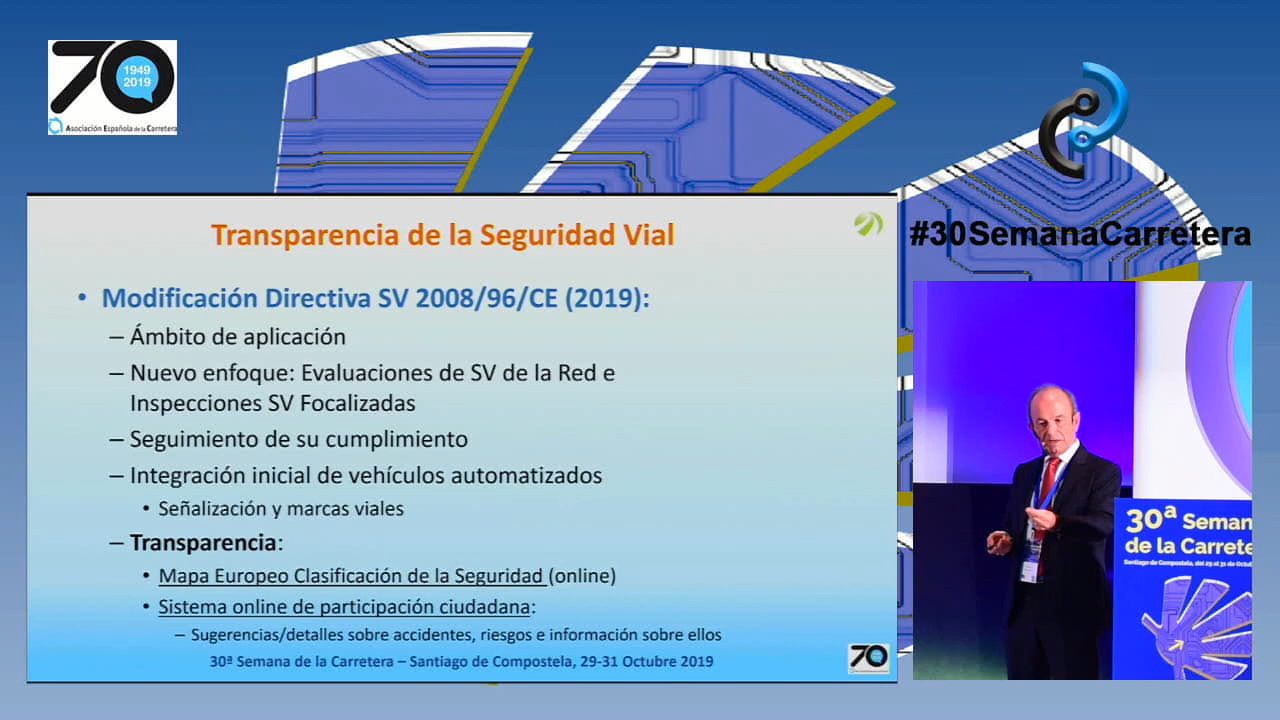 70
1949
2019
Asociación Española de la Carretera
#30SemanaCarretera
Transparencia de la Seguridad Vial
• Modificación Directiva SV 2008/96/CE (2019):
– Ámbito de aplicación
– Nuevo enfoque: Evaluaciones de SV de la Red e
Inspecciones SV Focalizadas
– Seguimiento de su cumplimiento
– Integración inicial de vehículos automatizados
• Señalización y marcas viales
– Transparencia:
• Mapa Europeo Clasificación de la Seguridad (online)
• Sistema online de participación ciudadana:
– Sugerencias/detalles sobre accidentes, riesgos e información sobre ellos
30ª Semana de la Carretera – Santiago de Compostela, 29-31 Octubre 2019
70
30ª Seman
de la Carrete
Santiago de Compostela, del 29 al 31 de Octu